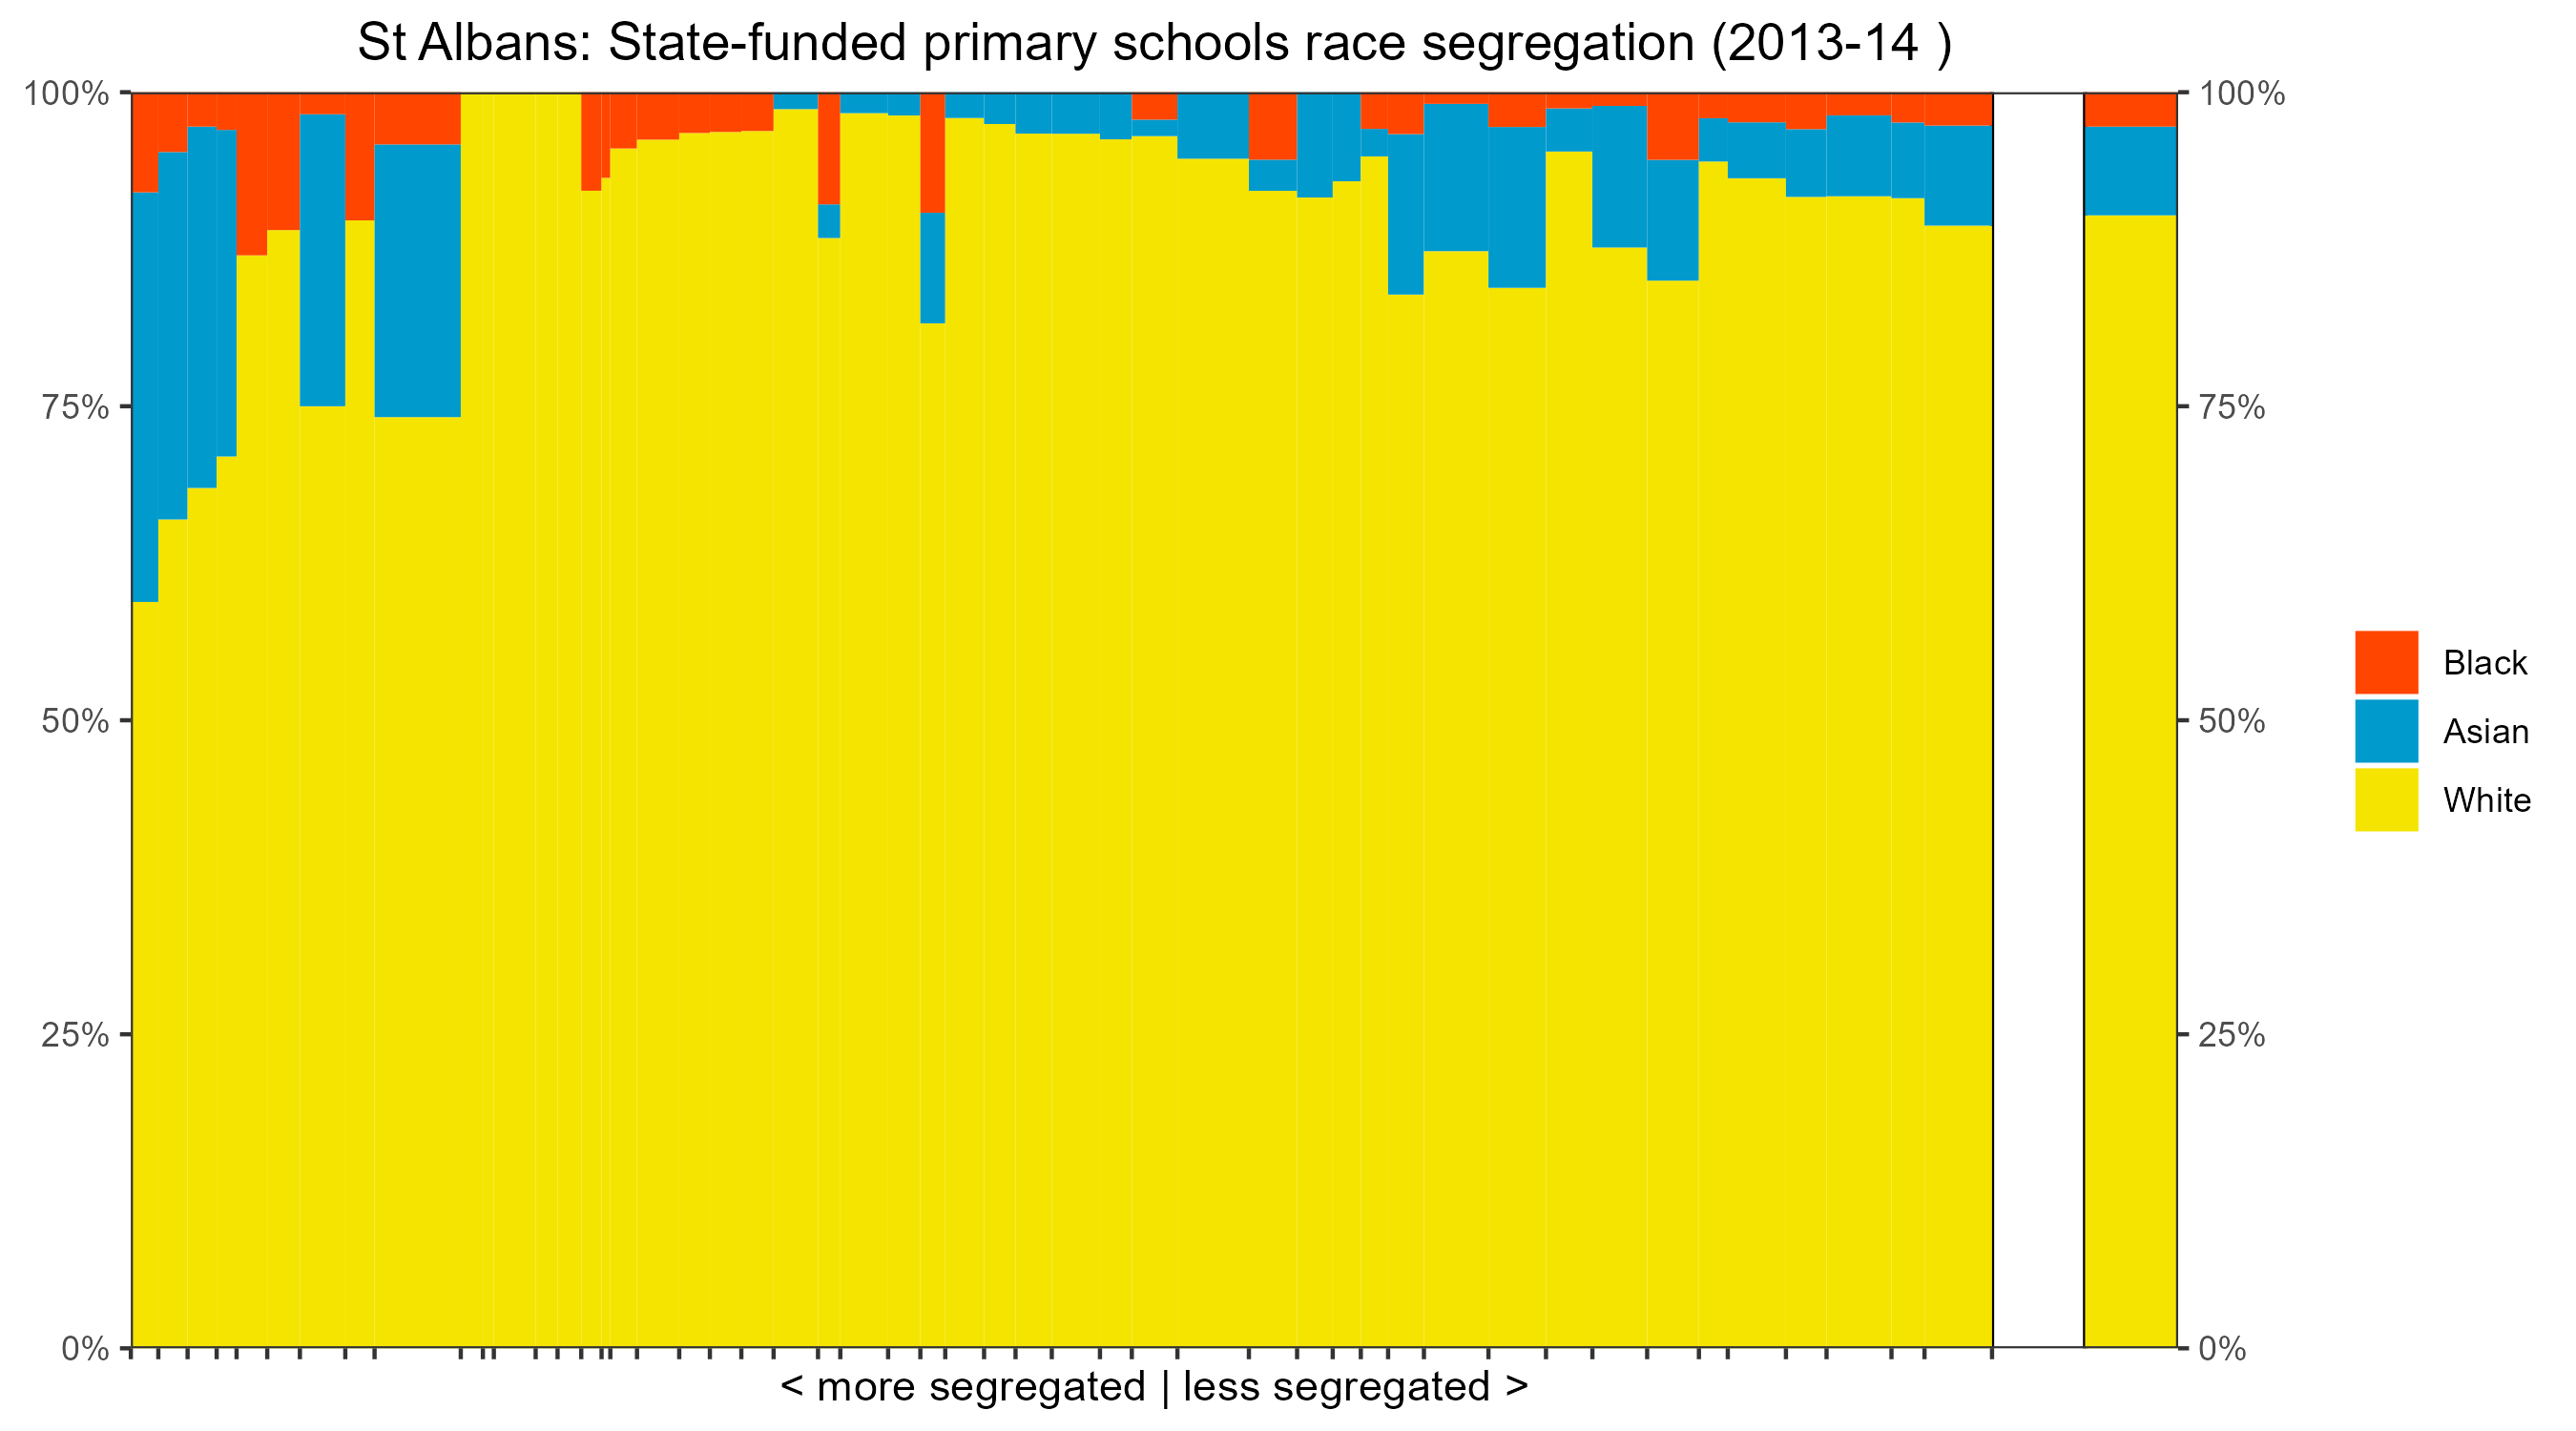 St Albans: State-funded primary schools race segregation (2013-14 )
100%
75%
50%
25%
0%
100%
75%
50%
25%
0%
Black
Asian
White
< more segregated | less segregated >